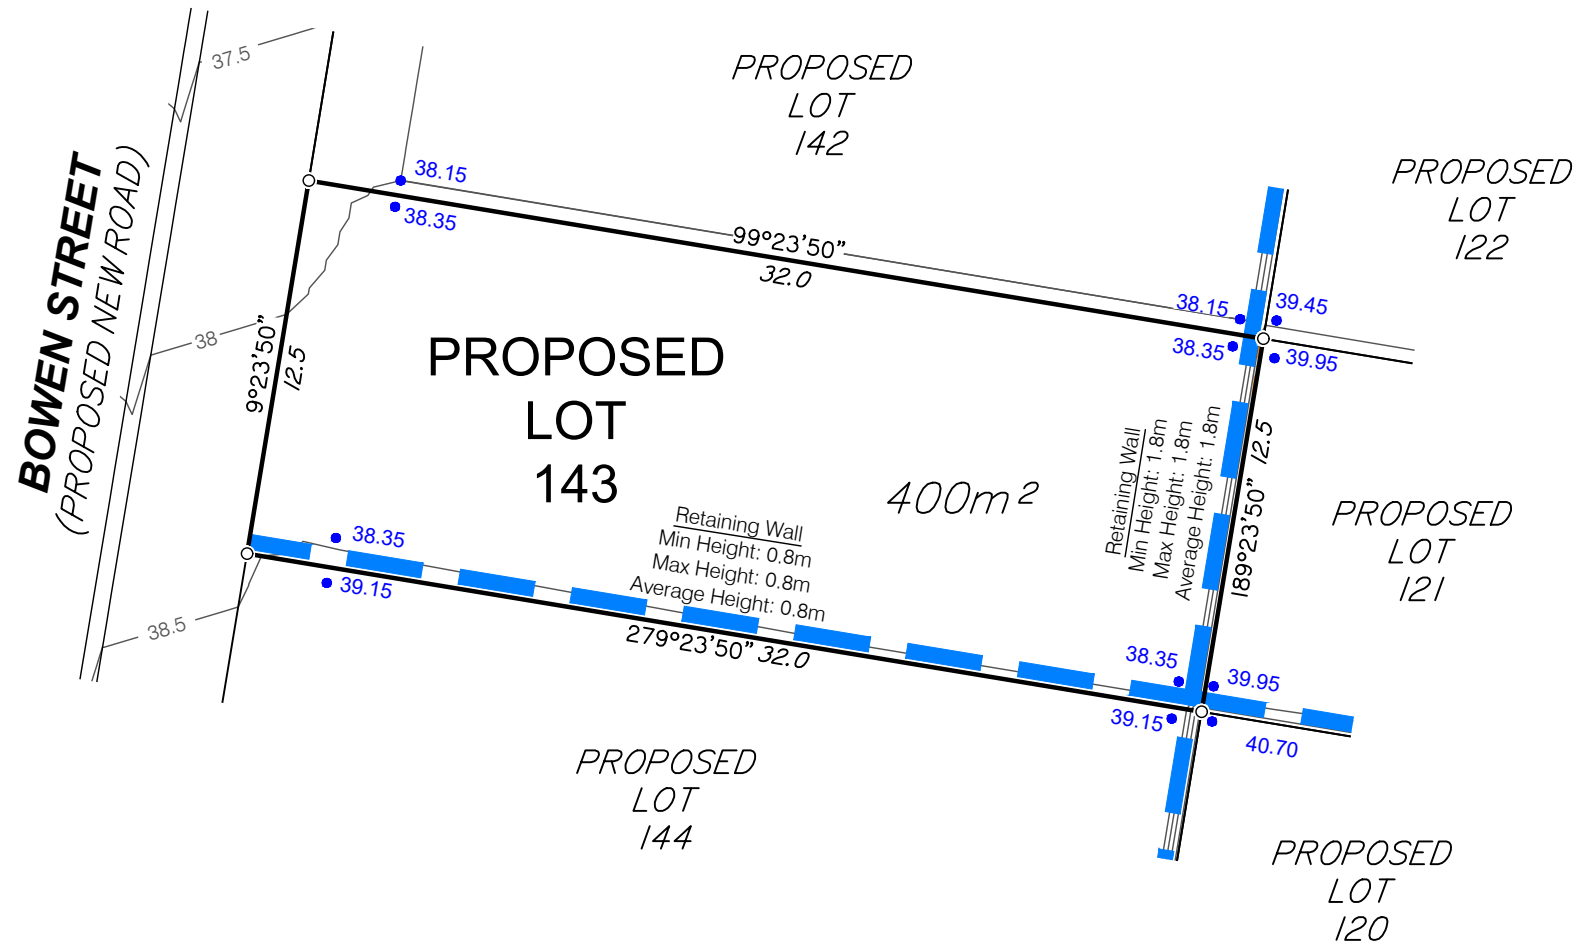 37.5
PROPOSED
LOT
142
BOWEN STREET
(PROPOSED NEW ROAD)
38.15
38.35
PROPOSED
LOT
122
99°23'50"
32.0
38.15
39.45
38.35
39.95
38
9°23'50"
12.5
PROPOSED
LOT
143
400m²
Retaining Wall
Min Height: 1.8m
Max Height: 1.8m
Average Height: 1.8m
189°23'50"
12.5
PROPOSED
LOT
121
38.35
39.15
Retaining Wall
Min Height: 0.8m
Max Height: 0.8m
Average Height: 0.8m
279°23'50"
32.0
38.5
38.35
39.95
39.15
40.70
PROPOSED
LOT
144
PROPOSED
LOT
120